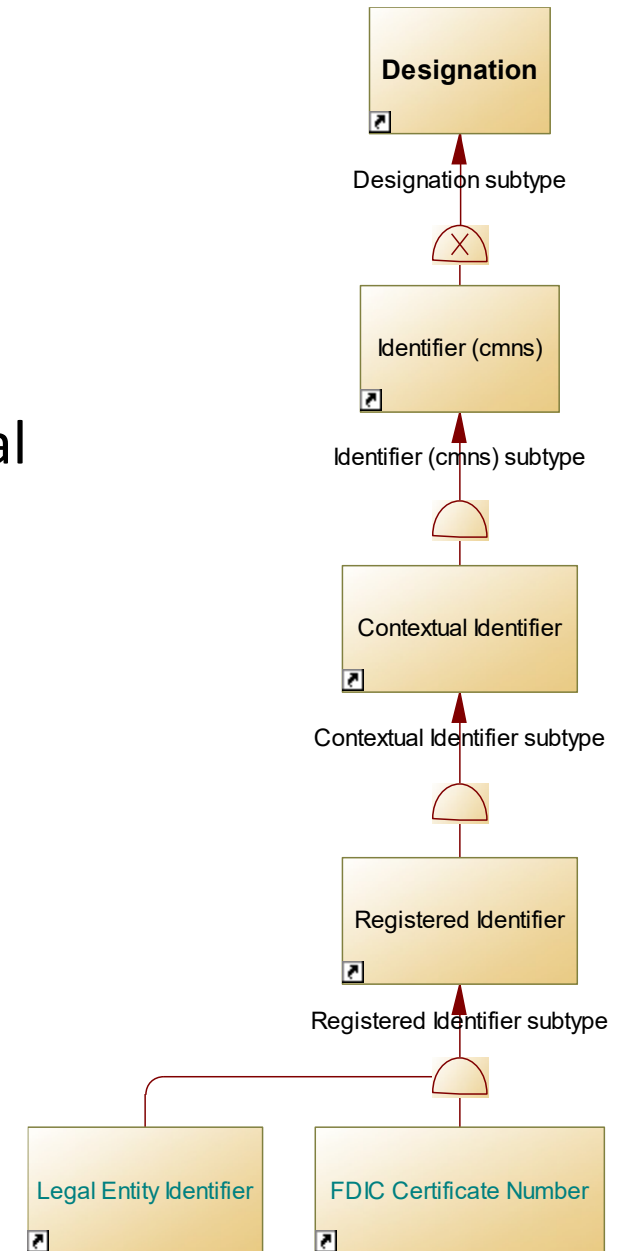 Designation
Designation subtype
X
Identifier (cmns)
al
Identifier (cmns) subtype
Contextual Identifier
Contextual Identifier subtype
Registered Identifier
Registered Identifier subtype
Legal Entity Identifier
FDIC Certificate Number